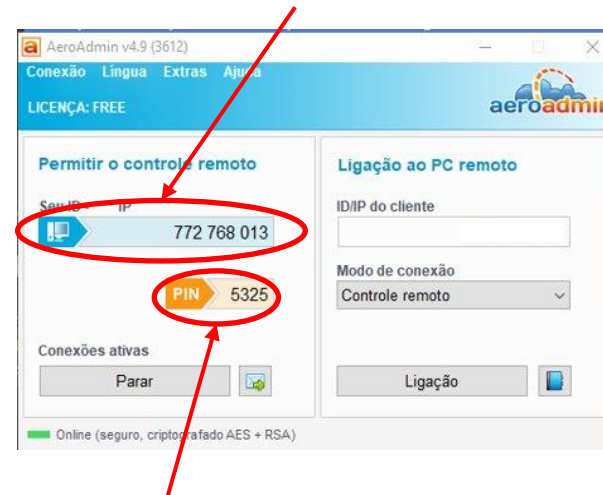 AeroAdmin v4.9 (3612)
Conexão Língua Extras Ajuda
LICENÇA: FREE
aeroadmin
Permitir o controle remoto
Seu ID - IP
772 768 013
PIN 5325
Conexões ativas
Parar
Ligação ao PC remoto
ID/IP do cliente
Modo de conexão
Controle remoto
Ligação
Online (seguro, criptografado AES + RSA)